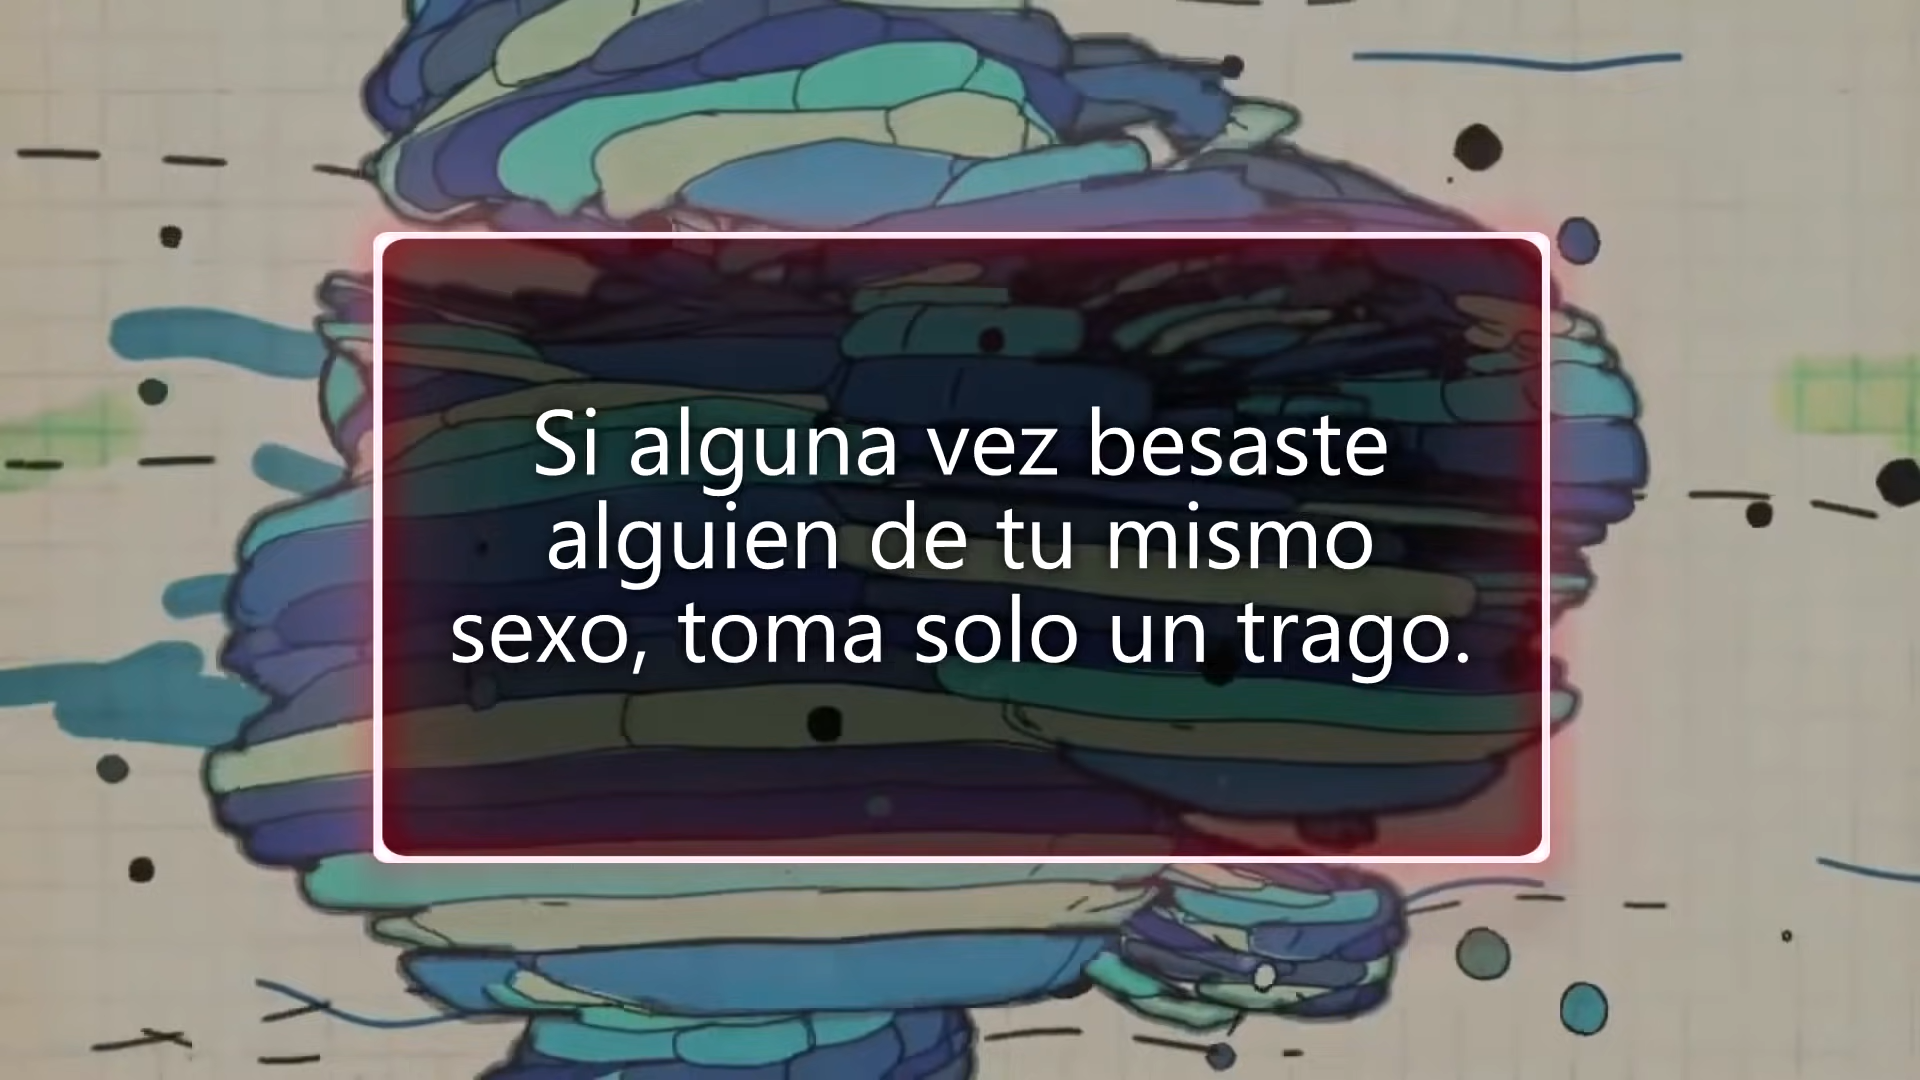 Si alguna vez besaste
alguien de tu mismo
sexo, toma solo un trago.